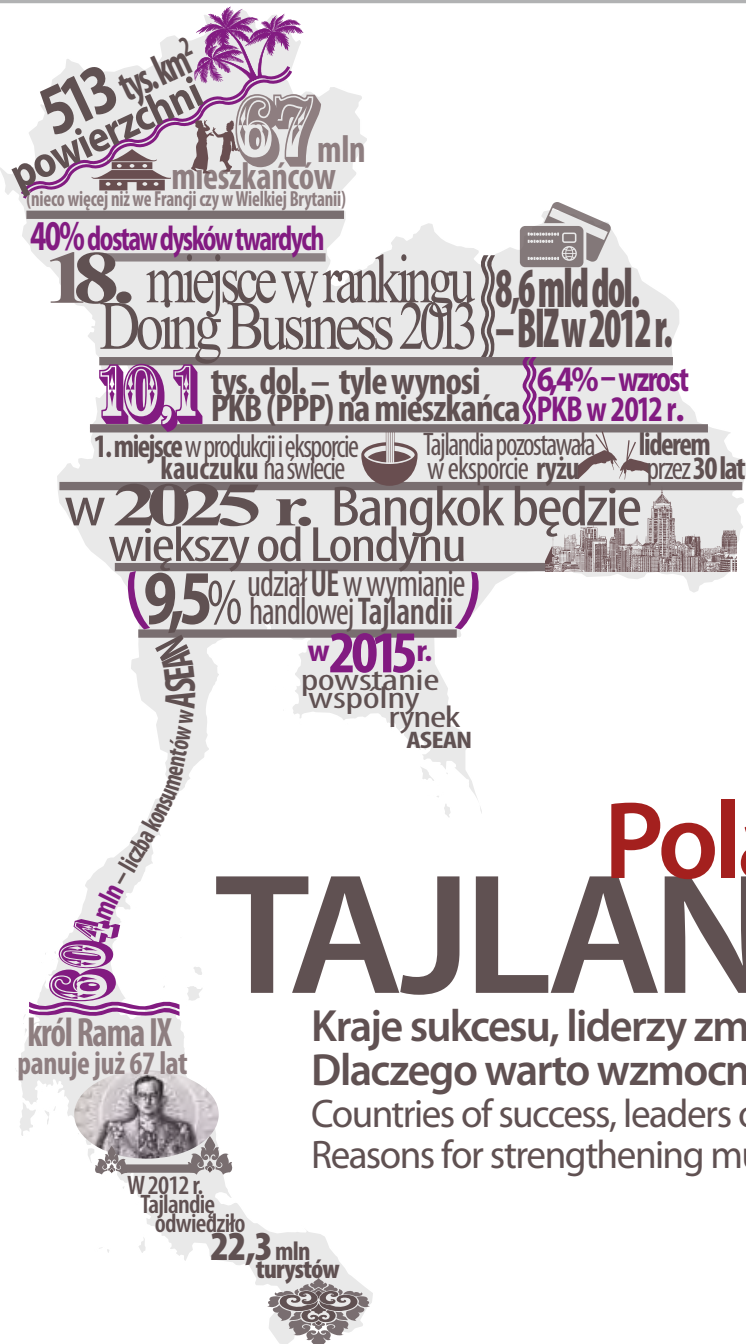 513 tys. km²
powierzchni
67 mln
mieszkańców
(nieco więcej niż we Francji czy w Wielkiej Brytanii)
40% dostaw dysków twardych
18. miejsce w rankingu
Doing Business 2013
8,6 mld dol.
– BIZ w 2012 r.
10,1 tys. dol. – tyle wynosi
PKB (PPP) na mieszkańca
6,4% – wzrost
PKB w 2012 r.
1. miejsce w produkcji i eksporcie
kauczuku na świecie
Tajlandia pozostawała liderem
w eksporcie ryżu przez 30 lat
w 2025 r. Bangkok będzie
większy od Londynu
(9,5% udział UE w wymianie
handlowej Tajlandii)
w 2015 r.
powstanie
wspólny
rynek
ASEAN
604 mln – liczba konsumentów w ASEAN
król Rama IX
panuje już 67 lat
W 2012 r.
Tajlandię
odwiedziło
22,3 mln
turystów
Pola
TAJLAN
Kraje sukcesu, liderzy zm
Dlaczego warto wzmocn
Countries of success, leaders
Reasons for strengthening mu